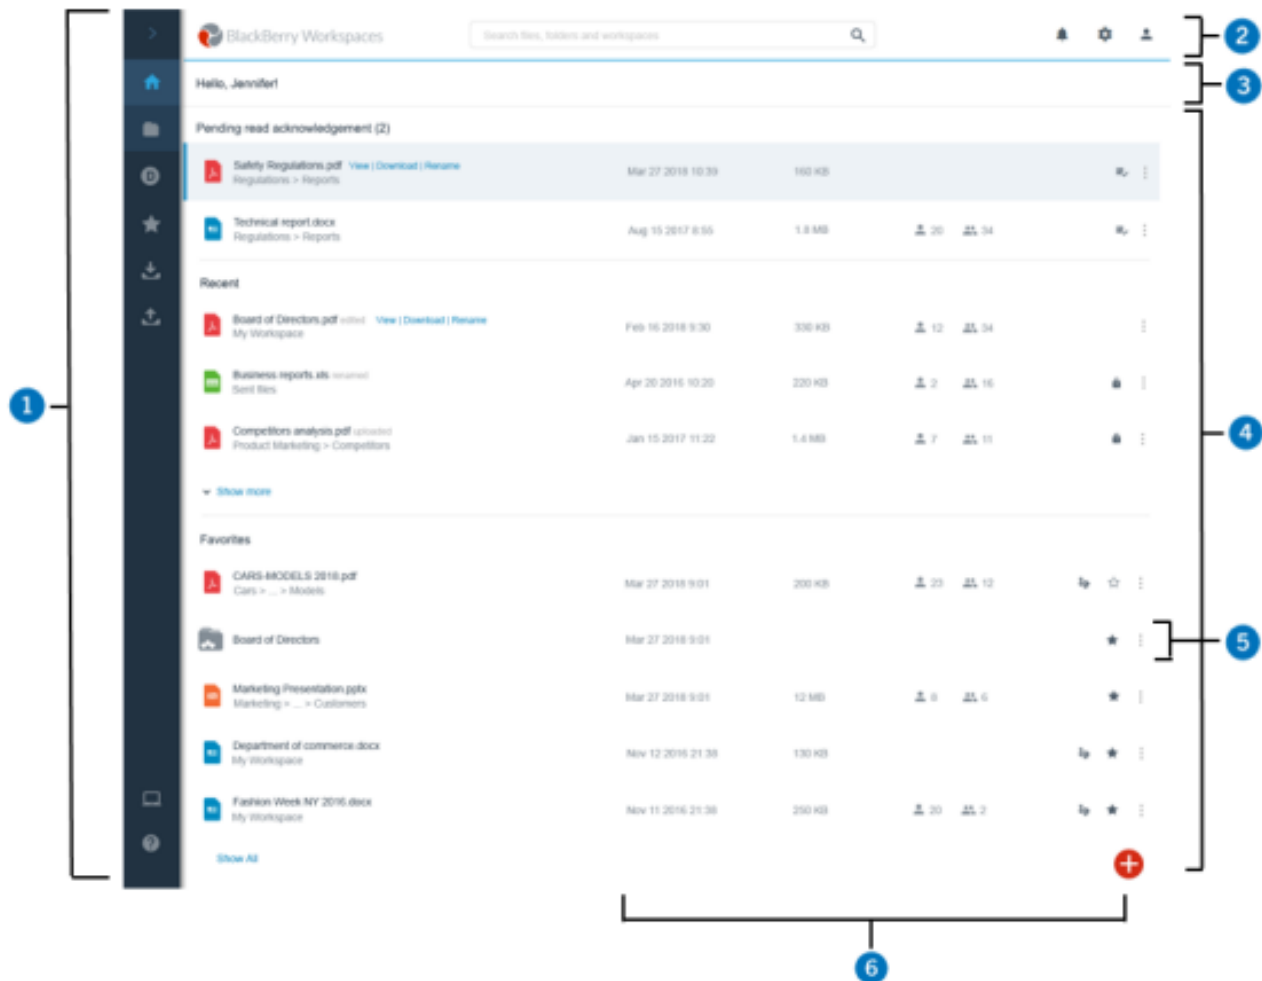 BlackBerry Workspaces
Search files, folders and workspaces
2
Hello, Jennifer!
3
Pending read acknowledgement (2)
Safety Regulations.pdf View | Download | Rename
Regulations > Reports
Mar 27 2018 10:39 160 KB
Technical report.docx
Regulations > Reports
Aug 15 2017 8:55 1.8 MB 20 34
Recent
Board of Directors.pdf edited View | Download | Rename
My Workspace
Feb 16 2018 9:30 330 KB 12 34
Business reports.xls renamed
Sent files
Apr 20 2016 10:20 220 KB 2 16
1
Competitors analysis.pdf uploaded
Product Marketing > Competitors
Jan 15 2017 11:22 1.4 MB 7 11
4
Show more
Favorites
CARS-MODELS 2018.pdf
Cars > ... > Models
Mar 27 2018 9:01 200 KB 23 12
Board of Directors Mar 27 2018 9:01
5
Marketing Presentation.pptx
Marketing > ... > Customers
Mar 27 2018 9:01 12 MB 8 6
Department of commerce.docx
My Workspace
Nov 12 2016 21:38 130 KB
Fashion Week NY 2016.docx
My Workspace
Nov 11 2016 21:38 250 KB 20 2
Show All
6